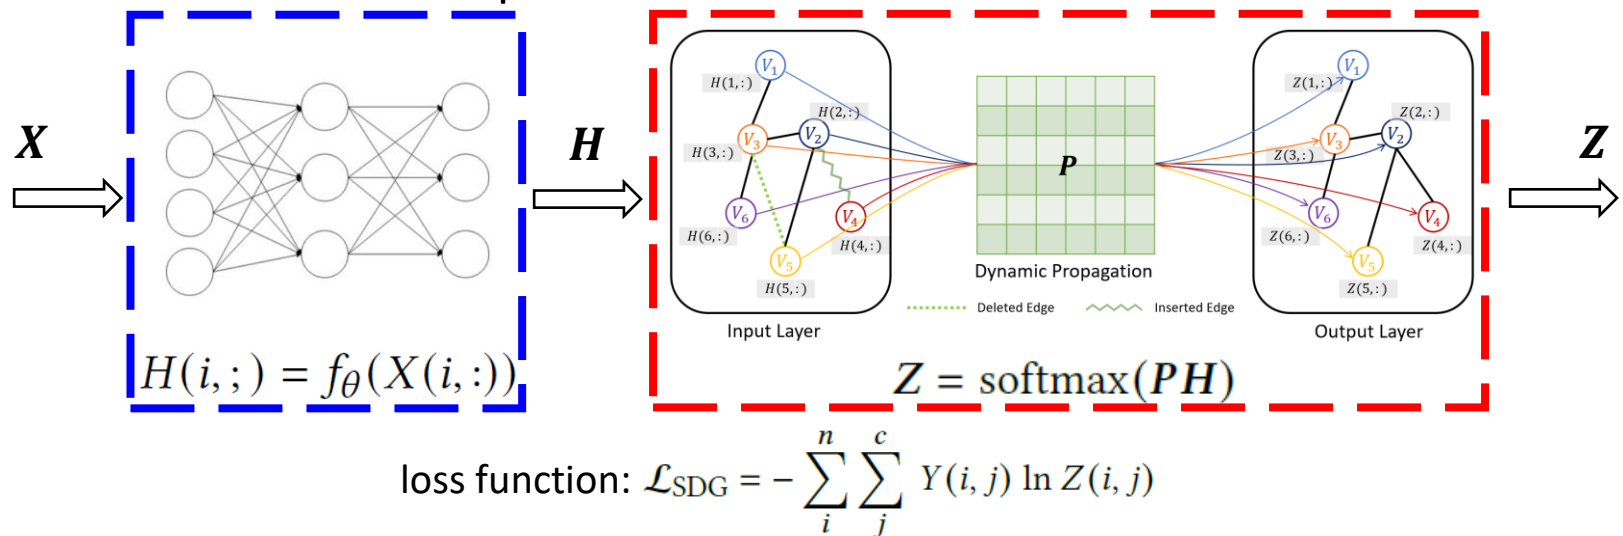 X
H(i, ;) = fθ(X(i, :))
H
V1
H(1, :)
H(2, :)
V3
V2
H(3, :)
V6
V4
H(6, :)
H(4, :)
V5
H(5, :)
Input Layer
P
Dynamic Propagation
Deleted Edge
Inserted Edge
V1
Z(1, :)
Z(2, :)
V3
V2
Z(3, :)
V6
V4
Z(6, :)
Z(4, :)
V5
Z(5, :)
Output Layer
Z = softmax(PH)
Z
loss function: ℒSDG = − ∑_i^n ∑_j^c Y(i, j) ln Z(i, j)